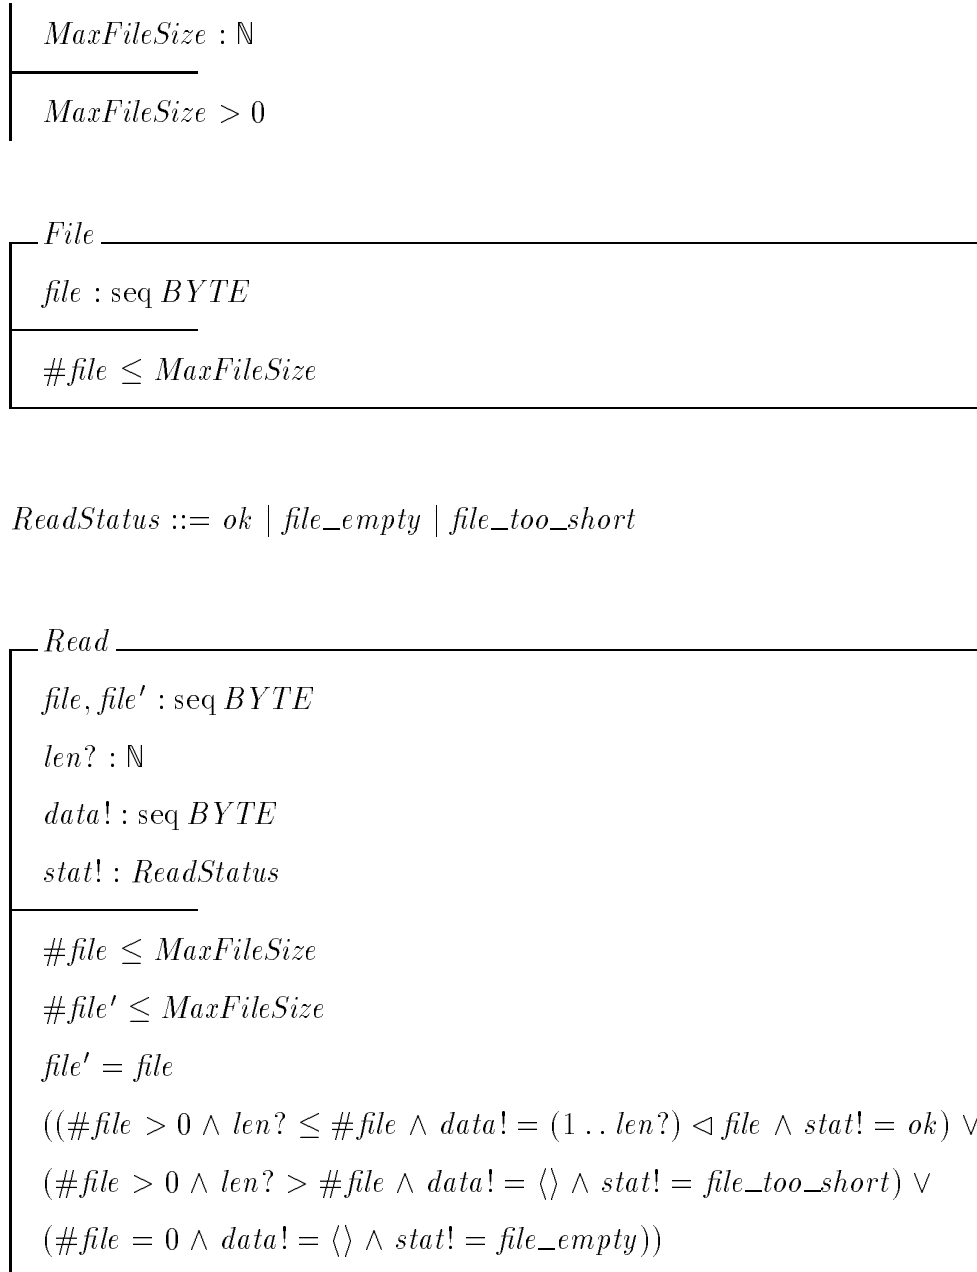 MaxFileSize : ℕ
MaxFileSize > 0
File
file : seq BYTE
#file ≤ MaxFileSize
ReadStatus ::= ok | file_empty | file_too_short
Read
file, file′ : seq BYTE
len? : ℕ
data! : seq BYTE
stat! : ReadStatus
#file ≤ MaxFileSize
#file′ ≤ MaxFileSize
file′ = file
((#file > 0 ∧ len? ≤ #file ∧ data! = (1 .. len?) ◁ file ∧ stat! = ok) ∨
(#file > 0 ∧ len? > #file ∧ data! = ⟨⟩ ∧ stat! = file_too_short) ∨
(#file = 0 ∧ data! = ⟨⟩ ∧ stat! = file_empty))